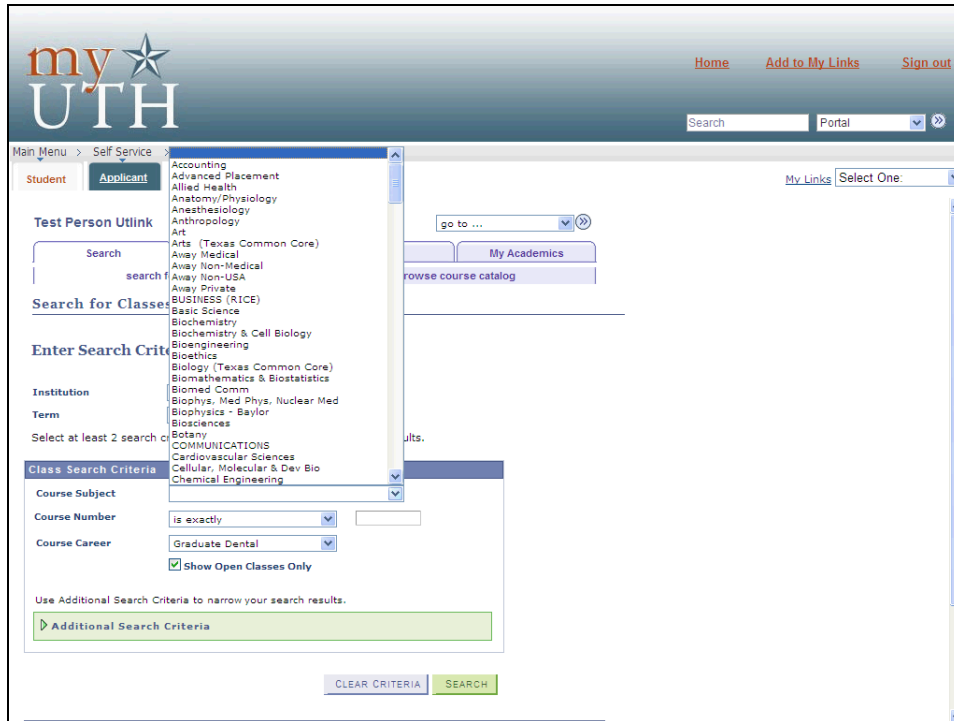 my
UTH
Home Add to My Links Sign out
Search Portal
Main Menu > Self Service >
Student Applicant
My Links Select One:
Test Person Utlink
go to ...
Search My Academics
search browse course catalog
Search for Classes
Enter Search
Institution
Term
Select at least 2 search
Accounting
Advanced Placement
Allied Health
Anatomy/Physiology
Anesthesiology
Anthropology
Art
Arts (Texas Common Core)
Away Medical
Away Non-Medical
Away Non-USA
Away Private
BUSINESS (RICE)
Basic Science
Biochemistry
Biochemistry & Cell Biology
Bioengineering
Bioethics
Biology (Texas Common Core)
Biomathematics & Biostatistics
Biomed Comm
Biophys, Med Phys, Nuclear Med
Biophysics - Baylor
Biosciences
Botany
COMMUNICATIONS
Cardiovascular Sciences
Cellular, Molecular & Dev Bio
Chemical Engineering
Class Search Criteria
Course Subject
Course Number is exactly
Course Career Graduate Dental
Show Open Classes Only
Use Additional Search Criteria to narrow your search results.
Additional Search Criteria
CLEAR CRITERIA SEARCH